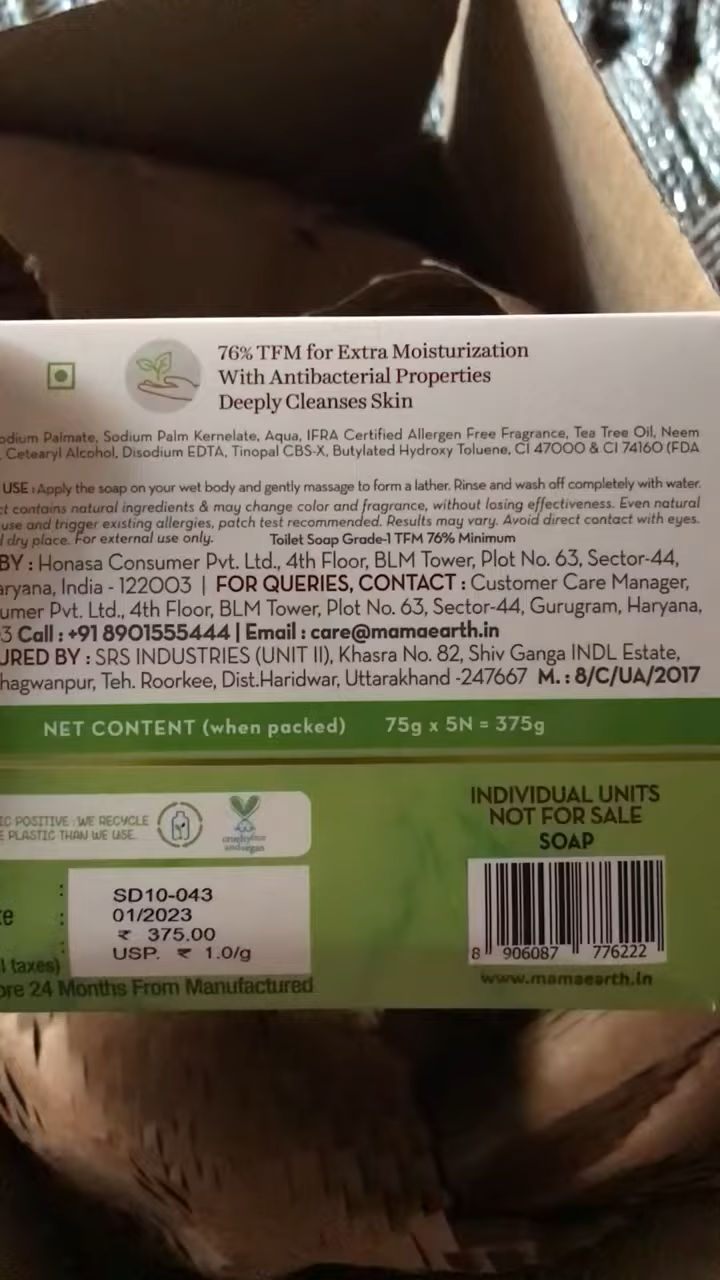 76% TFM for Extra Moisturization
With Antibacterial Properties
Deeply Cleanses Skin
odium Palmate, Sodium Palm Kernelate, Aqua, IFRA Certified Allergen Free Fragrance, Tea Tree Oil, Neem
, Cetearyl Alcohol, Disodium EDTA, Tinopal CBS-X, Butylated Hydroxy Toluene, CI 47000 & CI 74160 (FDA
USE : Apply the soap on your wet body and gently massage to form a lather. Rinse and wash off completely with water.
ct contains natural ingredients & may change color and fragrance, without losing effectiveness. Even natural
use and trigger existing allergies, patch test recommended. Results may vary. Avoid direct contact with eyes.
l dry place. For external use only. Toilet Soap Grade-1 TFM 76% Minimum
BY : Honasa Consumer Pvt. Ltd., 4th Floor, BLM Tower, Plot No. 63, Sector-44,
aryana, India - 122003 | FOR QUERIES, CONTACT : Customer Care Manager,
umer Pvt. Ltd., 4th Floor, BLM Tower, Plot No. 63, Sector-44, Gurugram, Haryana,
3 Call : +91 8901555444 | Email : care@mamaearth.in
URED BY : SRS INDUSTRIES (UNIT II), Khasra No. 82, Shiv Ganga INDL Estate,
hagwanpur, Teh. Roorkee, Dist.Haridwar, Uttarakhand -247667 M. : 8/C/UA/2017
NET CONTENT (when packed) 75g x 5N = 375g
IC POSITIVE : WE RECYCLE
E PLASTIC THAN WE USE.
crueltyfree
andvegan
INDIVIDUAL UNITS
NOT FOR SALE
SOAP
: SD10-043
te : 01/2023
: ₹ 375.00
USP. ₹ 1.0/g
l taxes)
ore 24 Months From Manufactured
8 906087 776222
www.mamaearth.in